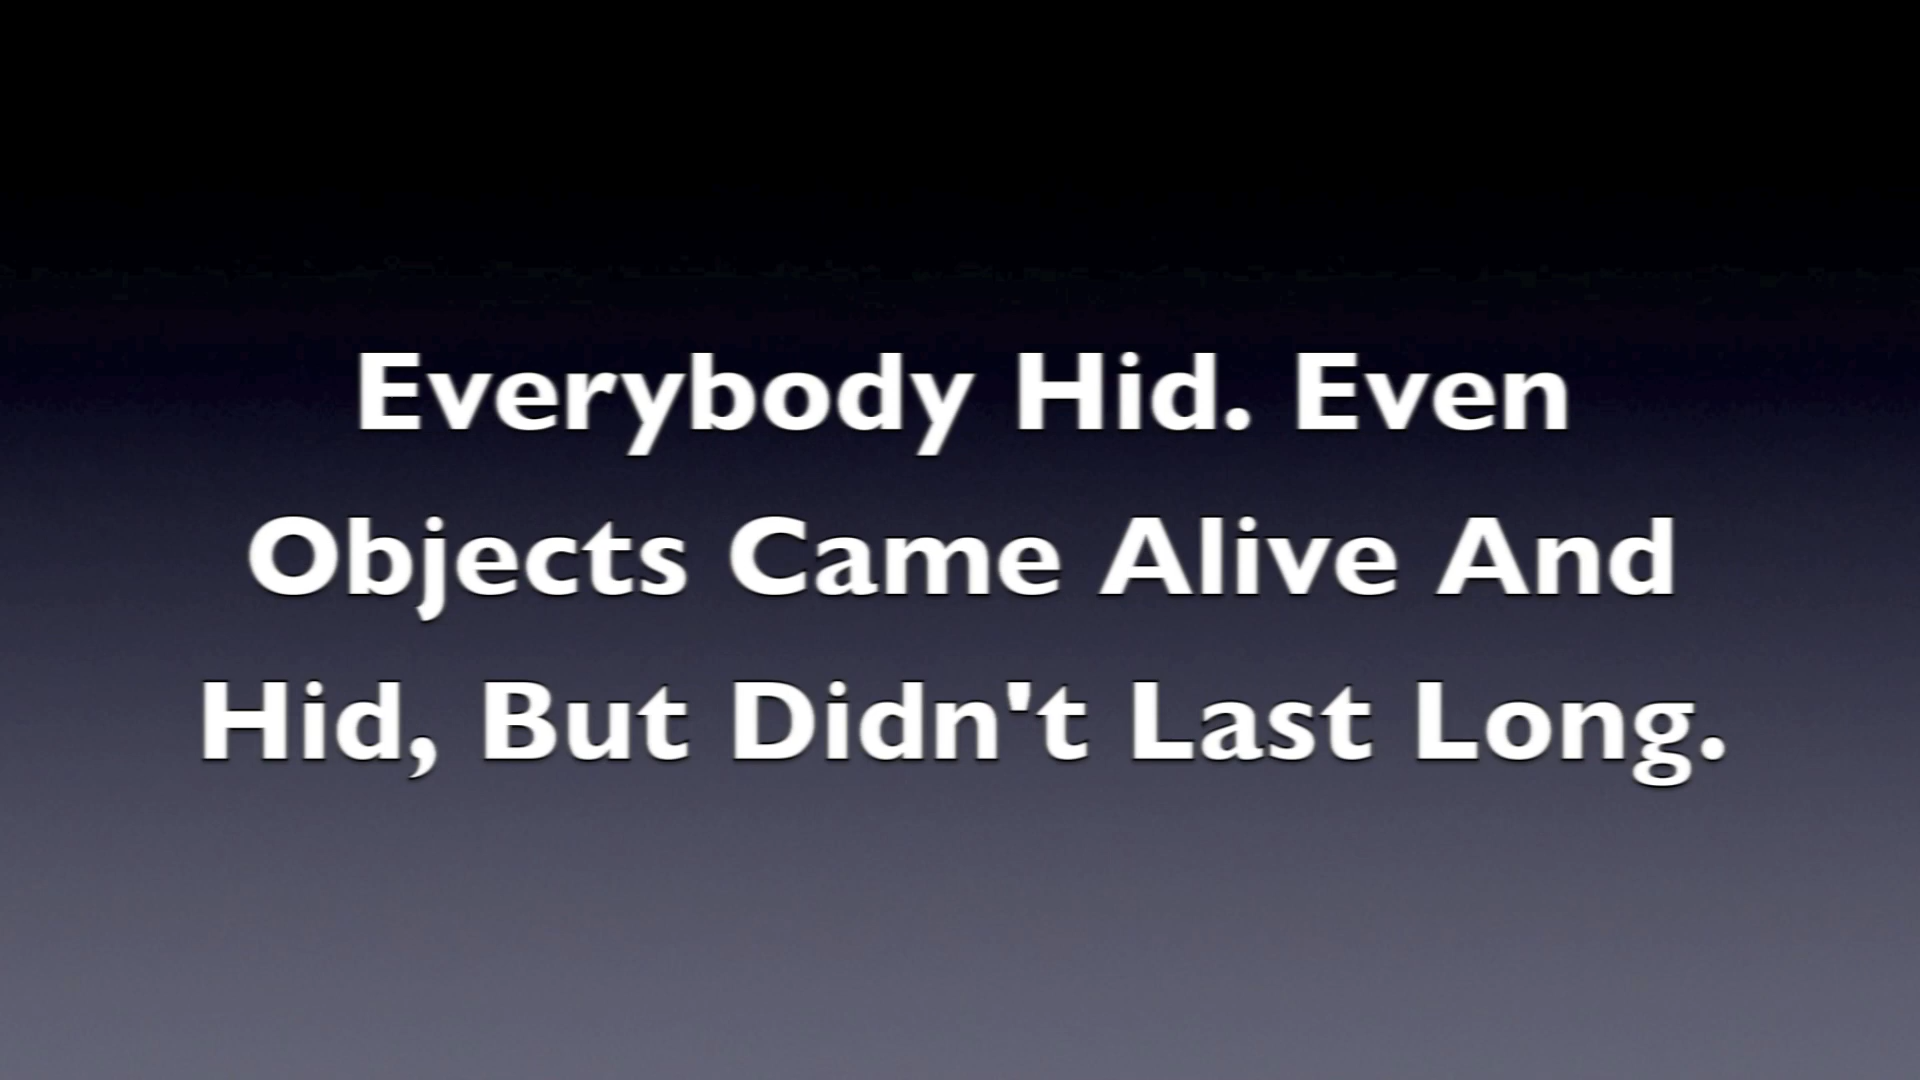 Everybody Hid. Even
Objects Came Alive And
Hid, But Didn't Last Long.